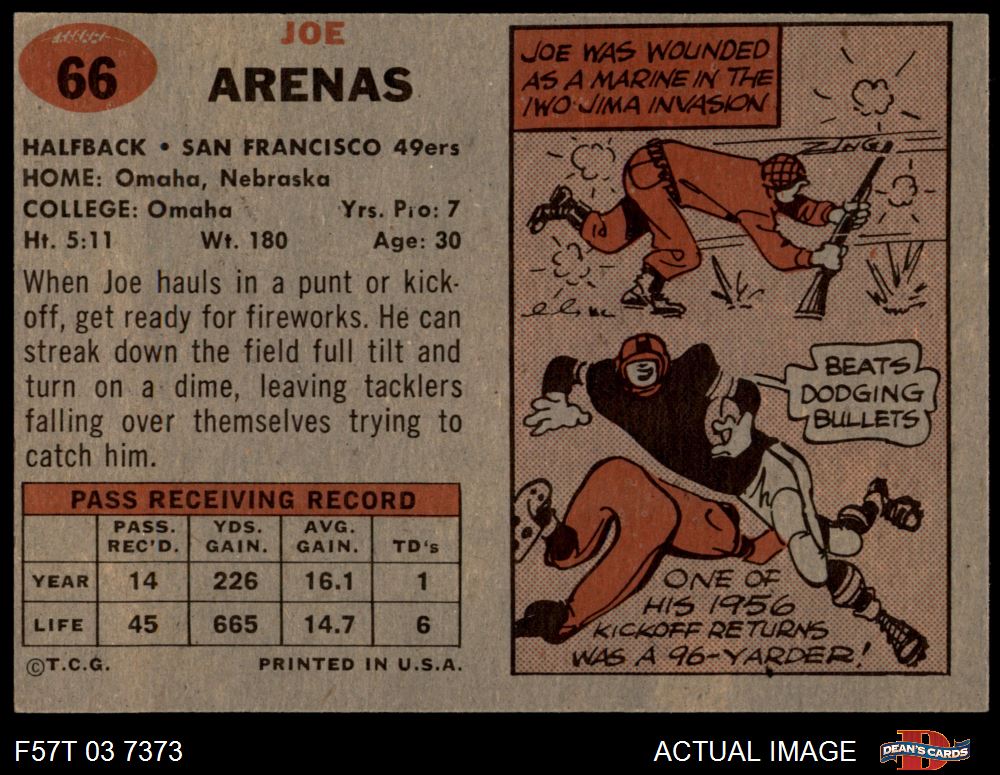 66
JOE
ARENAS
HALFBACK • SAN FRANCISCO 49ers
HOME: Omaha, Nebraska
COLLEGE: Omaha Yrs. Pro: 7
Ht. 5:11 Wt. 180 Age: 30
When Joe hauls in a punt or kick-
off, get ready for fireworks. He can
streak down the field full tilt and
turn on a dime, leaving tacklers
falling over themselves trying to
catch him.
PASS RECEIVING RECORD
PASS. REC'D. YDS. GAIN. AVG. GAIN. TD's
YEAR 14 226 16.1 1
LIFE 45 665 14.7 6
©T.C.G. PRINTED IN U.S.A.
JOE WAS WOUNDED
AS A MARINE IN THE
IWO JIMA INVASION
ZING!
BEATS
DODGING
BULLETS
ONE OF
HIS 1956
KICKOFF RETURNS
WAS A 96-YARDER!
F57T 03 7373
ACTUAL IMAGE
DEAN'S CARDS